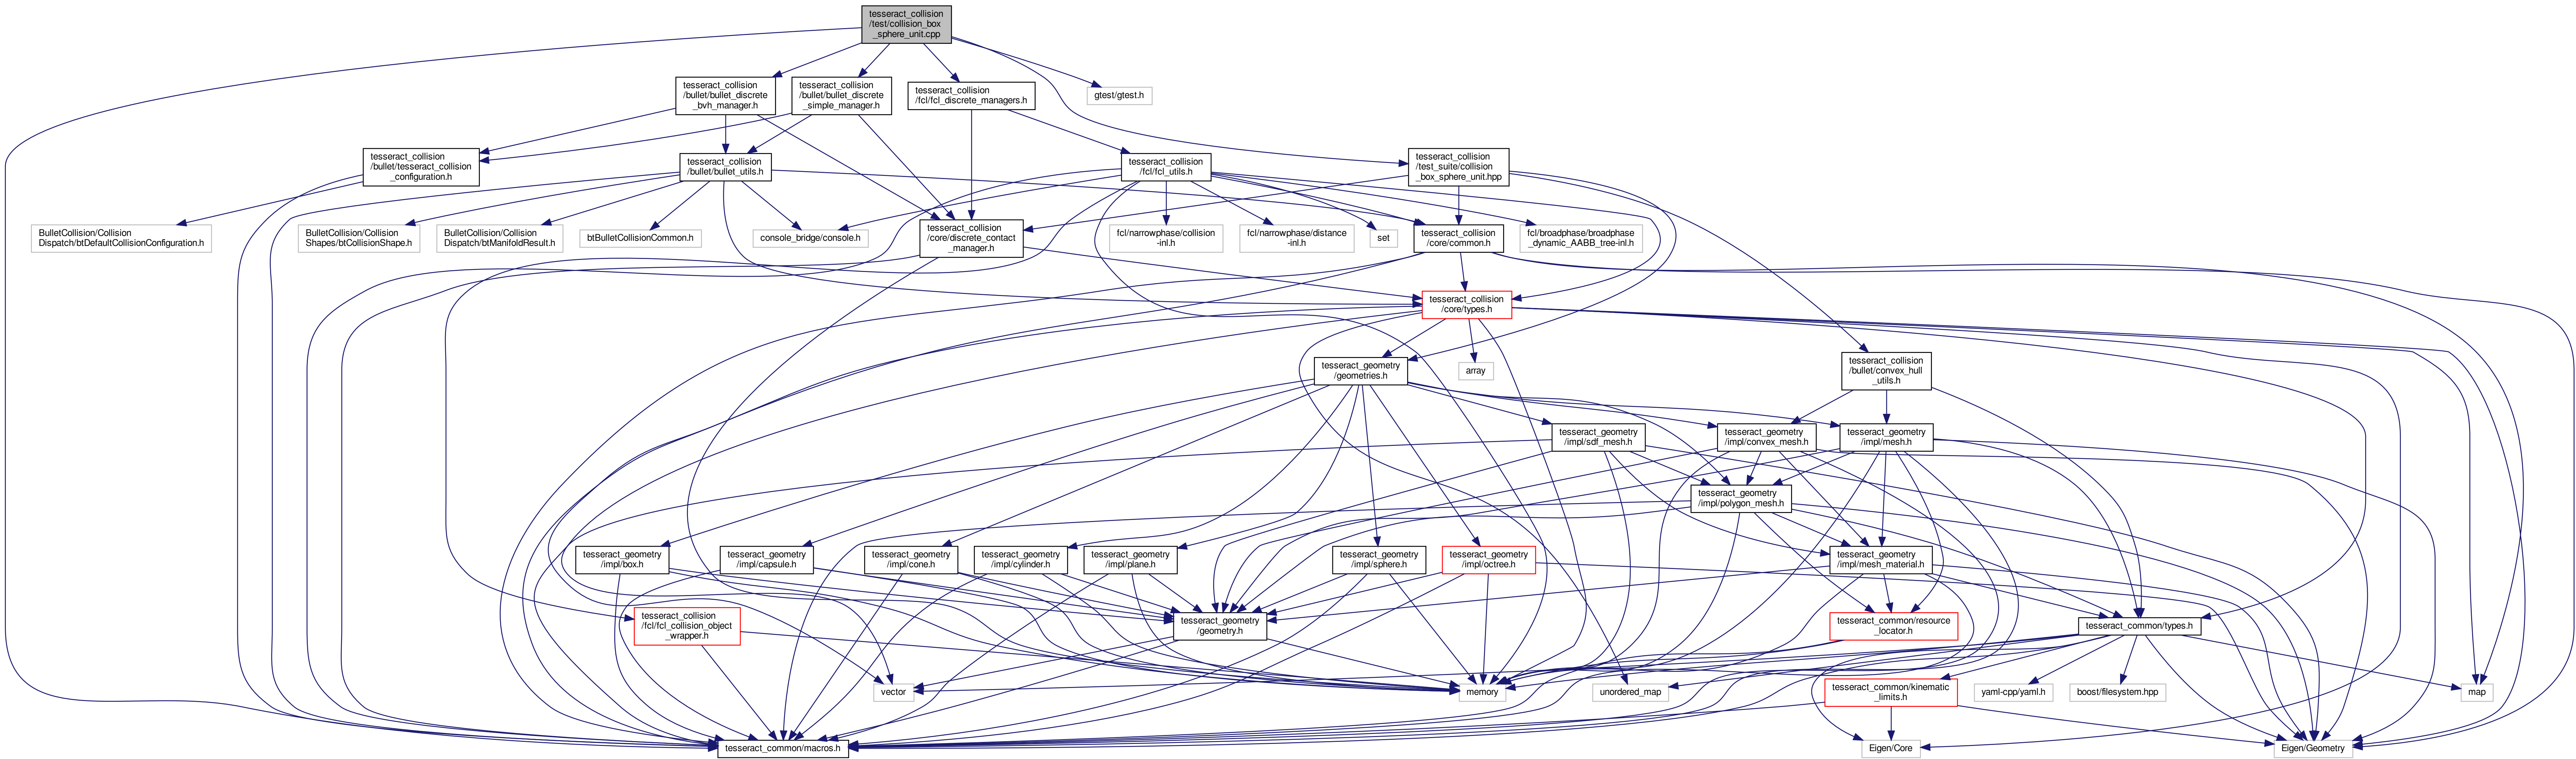 tesseract_collision
/test/collision_box
_sphere_unit.cpp
tesseract_collision
/bullet/bullet_discrete
_bvh_manager.h
tesseract_collision
/bullet/bullet_discrete
_simple_manager.h
tesseract_collision
/fcl/fcl_discrete_managers.h
gtest/gtest.h
tesseract_collision
/bullet/tesseract_collision
_configuration.h
tesseract_collision
/bullet/bullet_utils.h
tesseract_collision
/fcl/fcl_utils.h
tesseract_collision
/test_suite/collision
_box_sphere_unit.hpp
BulletCollision/Collision
Dispatch/btDefaultCollisionConfiguration.h
BulletCollision/Collision
Shapes/btCollisionShape.h
BulletCollision/Collision
Dispatch/btManifoldResult.h
btBulletCollisionCommon.h
console_bridge/console.h
tesseract_collision
/core/discrete_contact
_manager.h
fcl/narrowphase/collision
-inl.h
fcl/narrowphase/distance
-inl.h
set
tesseract_collision
/core/common.h
fcl/broadphase/broadphase
_dynamic_AABB_tree-inl.h
tesseract_collision
/core/types.h
tesseract_geometry
/geometries.h
array
tesseract_collision
/bullet/convex_hull
_utils.h
tesseract_geometry
/impl/sdf_mesh.h
tesseract_geometry
/impl/convex_mesh.h
tesseract_geometry
/impl/mesh.h
tesseract_geometry
/impl/polygon_mesh.h
tesseract_geometry
/impl/box.h
tesseract_geometry
/impl/capsule.h
tesseract_geometry
/impl/cone.h
tesseract_geometry
/impl/cylinder.h
tesseract_geometry
/impl/plane.h
tesseract_geometry
/impl/sphere.h
tesseract_geometry
/impl/octree.h
tesseract_geometry
/impl/mesh_material.h
tesseract_collision
/fcl/fcl_collision_object
_wrapper.h
tesseract_geometry
/geometry.h
tesseract_common/resource
_locator.h
tesseract_common/types.h
vector
memory
unordered_map
tesseract_common/kinematic
_limits.h
yaml-cpp/yaml.h
boost/filesystem.hpp
map
tesseract_common/macros.h
Eigen/Core
Eigen/Geometry